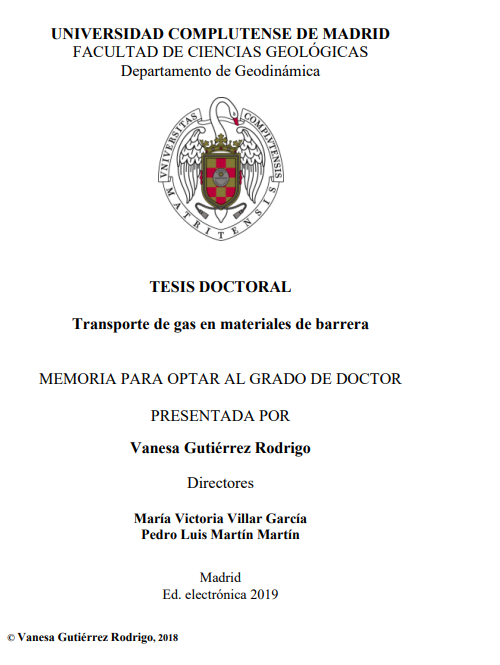 UNIVERSIDAD COMPLUTENSE DE MADRID
FACULTAD DE CIENCIAS GEOLÓGICAS
Departamento de Geodinámica
VNIVERSITAS COMPLVTENSIS
MATRITENSIS
TESIS DOCTORAL
Transporte de gas en materiales de barrera
MEMORIA PARA OPTAR AL GRADO DE DOCTOR
PRESENTADA POR
Vanesa Gutiérrez Rodrigo
Directores
María Victoria Villar García
Pedro Luis Martín Martín
Madrid
Ed. electrónica 2019
© Vanesa Gutiérrez Rodrigo, 2018